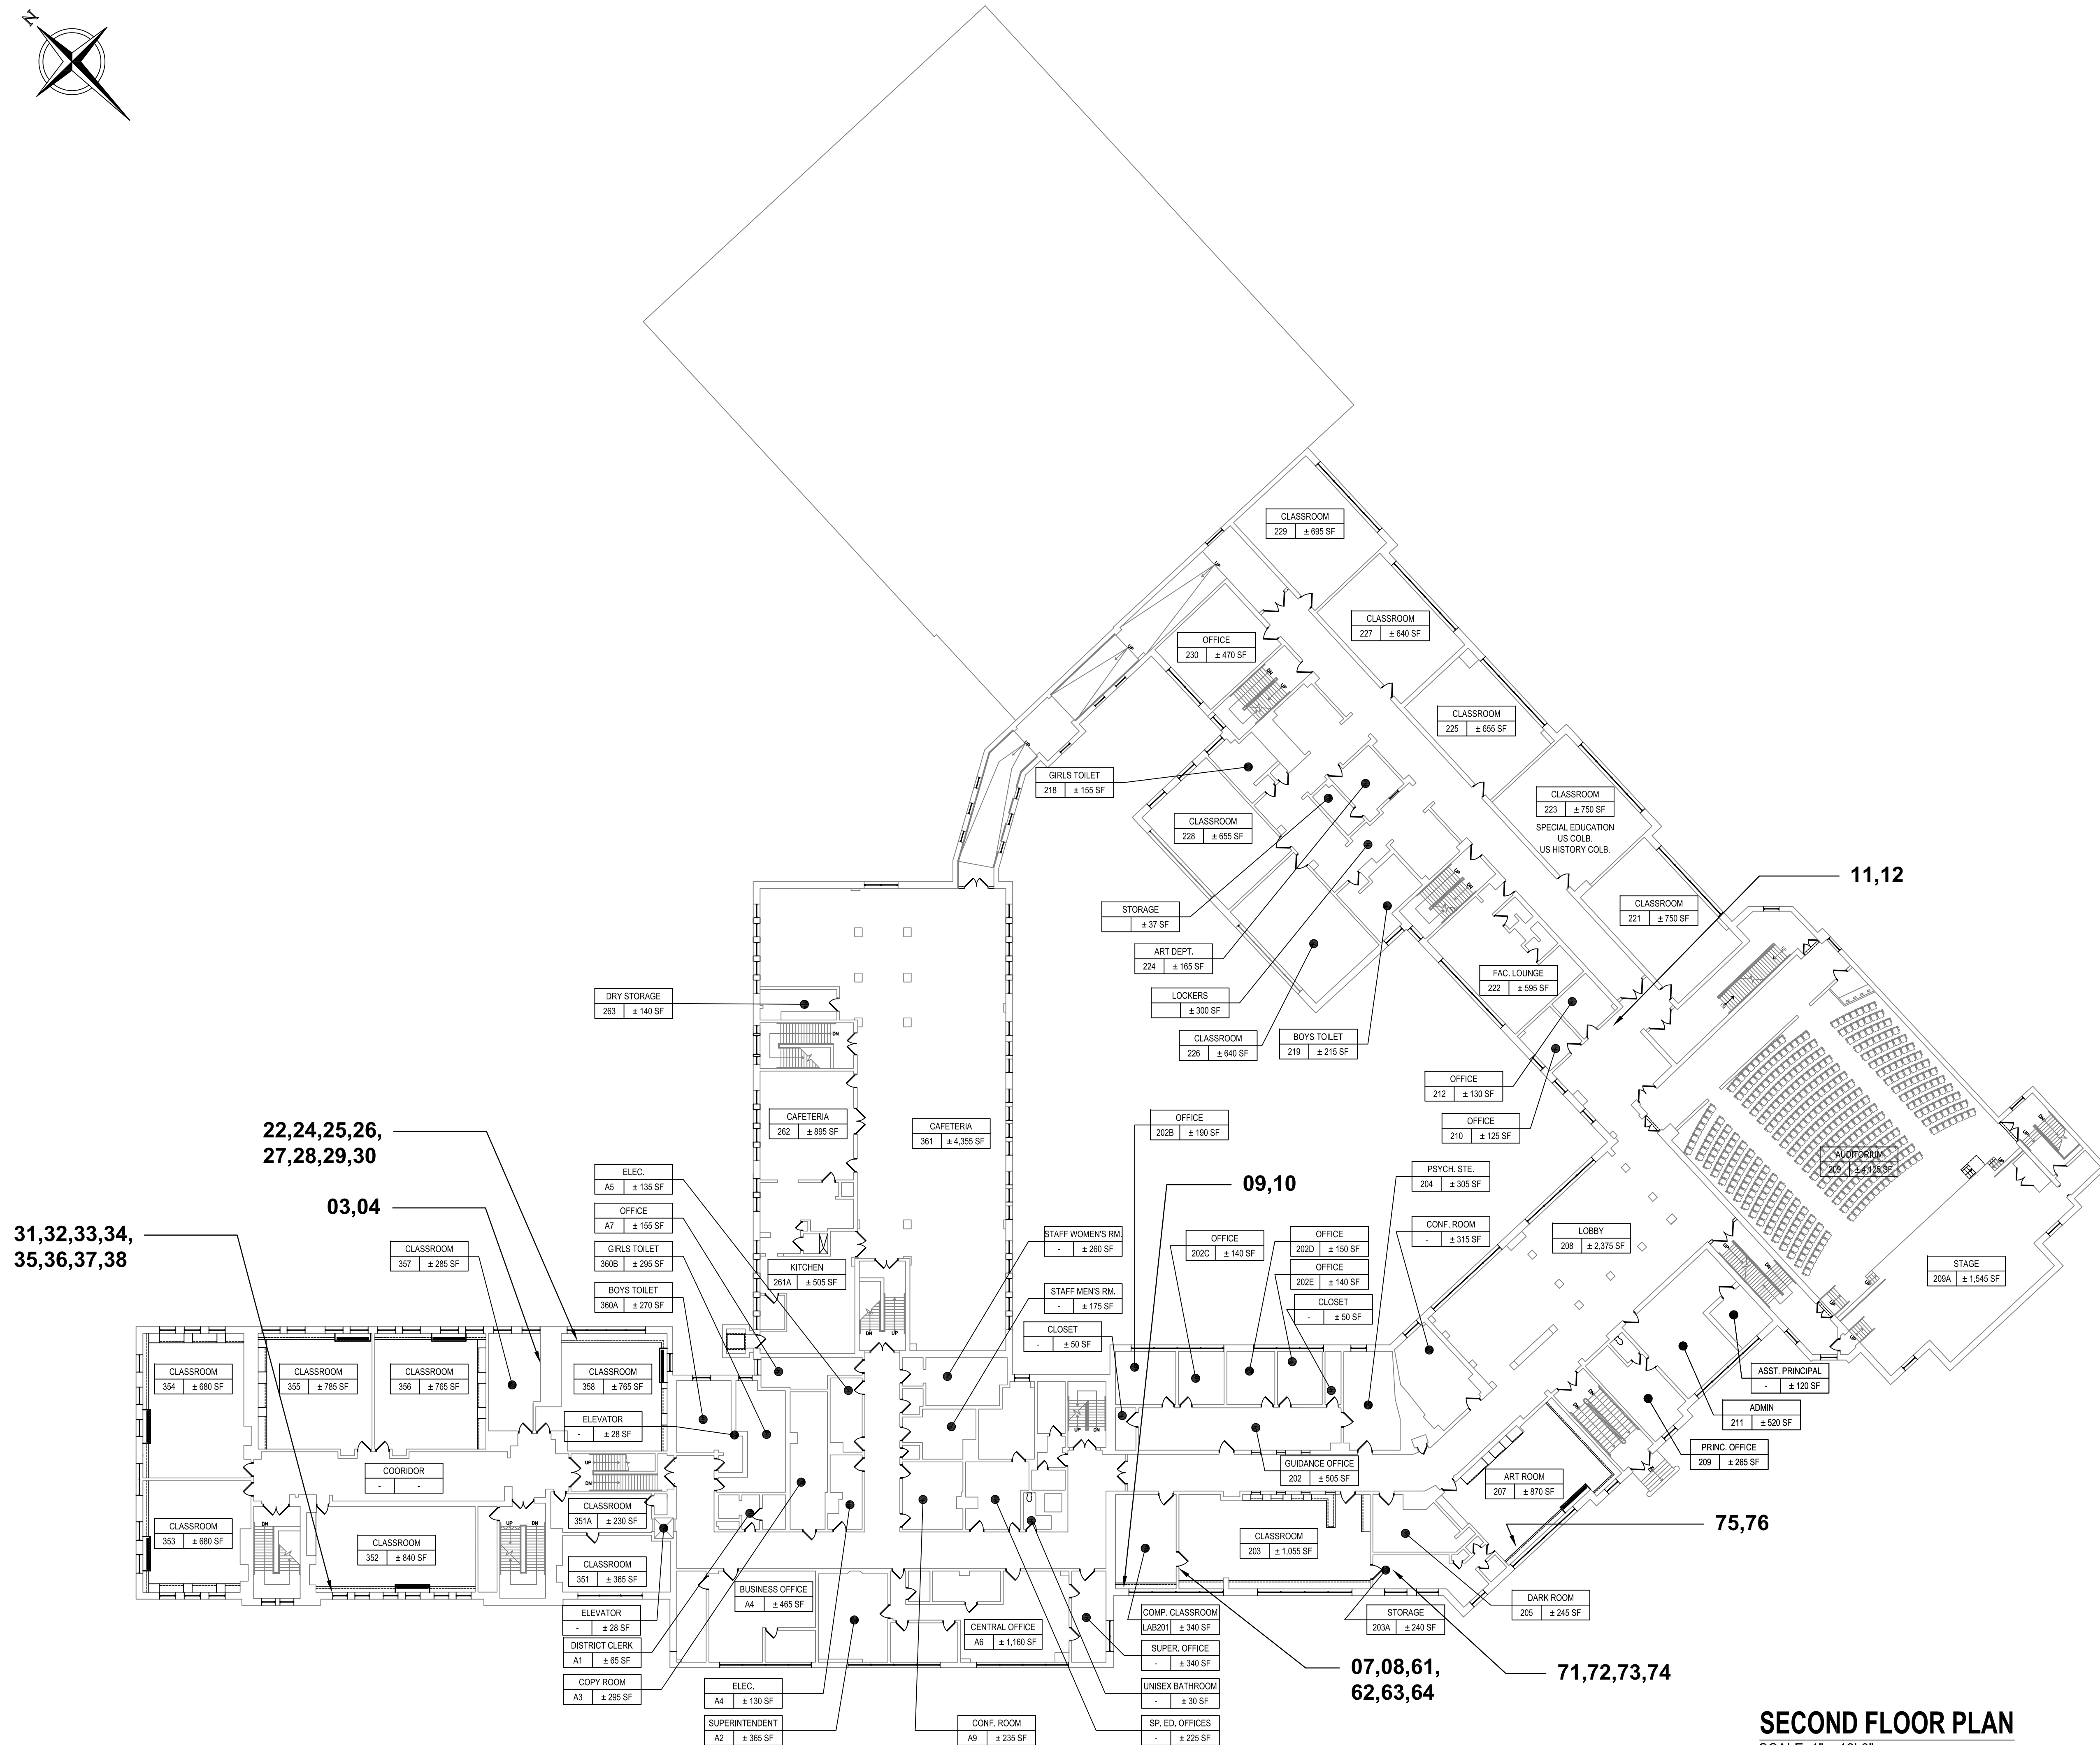 N
CLASSROOM
229 ± 695 SF
CLASSROOM
227 ± 640 SF
OFFICE
230 ± 470 SF
CLASSROOM
225 ± 655 SF
GIRLS TOILET
218 ± 155 SF
CLASSROOM
223 ± 750 SF
SPECIAL EDUCATION
US COLB.
US HISTORY COLB.
CLASSROOM
228 ± 655 SF
11,12
CLASSROOM
221 ± 750 SF
STORAGE
± 37 SF
ART DEPT.
224 ± 165 SF
FAC. LOUNGE
222 ± 595 SF
DRY STORAGE
263 ± 140 SF
LOCKERS
± 300 SF
CLASSROOM
226 ± 640 SF
BOYS TOILET
219 ± 215 SF
OFFICE
212 ± 130 SF
OFFICE
210 ± 125 SF
CAFETERIA
262 ± 895 SF
CAFETERIA
361 ± 4,355 SF
OFFICE
202B ± 190 SF
22,24,25,26,
27,28,29,30
AUDITORIUM
209 ± 4,125 SF
ELEC.
A5 ± 135 SF
09,10
PSYCH. STE.
204 ± 305 SF
03,04
OFFICE
A7 ± 155 SF
31,32,33,34,
35,36,37,38
CLASSROOM
357 ± 285 SF
GIRLS TOILET
360B ± 295 SF
STAFF WOMEN'S RM.
- ± 260 SF
OFFICE
202C ± 140 SF
OFFICE
202D ± 150 SF
CONF. ROOM
- ± 315 SF
LOBBY
208 ± 2,375 SF
KITCHEN
261A ± 505 SF
OFFICE
202E ± 140 SF
STAGE
209A ± 1,545 SF
BOYS TOILET
360A ± 270 SF
STAFF MEN'S RM.
- ± 175 SF
CLOSET
- ± 50 SF
CLOSET
- ± 50 SF
DN UP
CLASSROOM
354 ± 680 SF
CLASSROOM
355 ± 785 SF
CLASSROOM
356 ± 765 SF
CLASSROOM
358 ± 765 SF
ASST. PRINCIPAL
- ± 120 SF
ADMIN
211 ± 520 SF
ELEVATOR
- ± 28 SF
UP DN
PRINC. OFFICE
209 ± 265 SF
COORIDOR
- -
UP
DN
GUIDANCE OFFICE
202 ± 505 SF
ART ROOM
207 ± 870 SF
CLASSROOM
351A ± 230 SF
CLASSROOM
353 ± 680 SF
DN
UP DN
CLASSROOM
352 ± 840 SF
CLASSROOM
203 ± 1,055 SF
75,76
CLASSROOM
351 ± 365 SF
BUSINESS OFFICE
A4 ± 465 SF
DARK ROOM
205 ± 245 SF
ELEVATOR
- ± 28 SF
CENTRAL OFFICE
A6 ± 1,160 SF
COMP. CLASSROOM
LAB201 ± 340 SF
STORAGE
203A ± 240 SF
DISTRICT CLERK
A1 ± 65 SF
SUPER. OFFICE
- ± 340 SF
07,08,61,
62,63,64
71,72,73,74
COPY ROOM
A3 ± 295 SF
ELEC.
A4 ± 130 SF
UNISEX BATHROOM
- ± 30 SF
SUPERINTENDENT
A2 ± 365 SF
CONF. ROOM
A9 ± 235 SF
SP. ED. OFFICES
- ± 225 SF
SECOND FLOOR PLAN